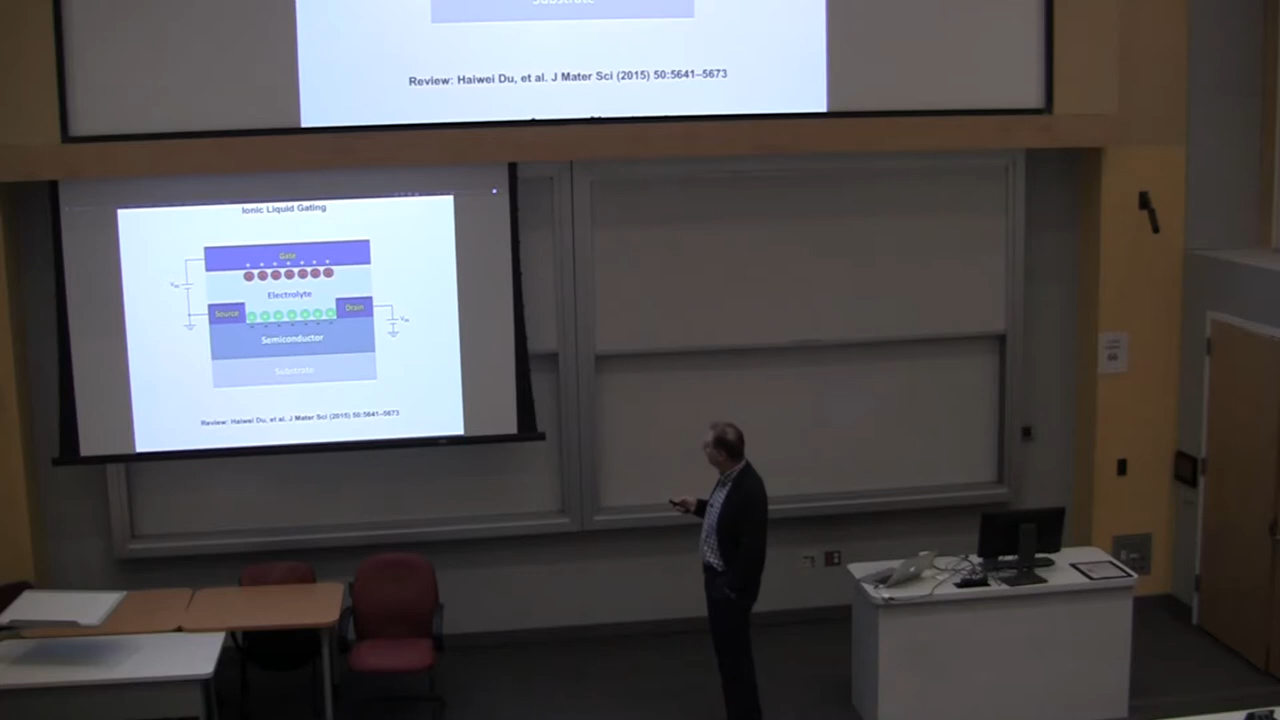 Substrate
Review: Haiwei Du, et al. J Mater Sci (2015) 50:5641–5673
Ionic Liquid Gating
Gate
Electrolyte
Source
Drain
Semiconductor
Substrate
Review: Haiwei Du, et al. J Mater Sci (2015) 50:5641–5673